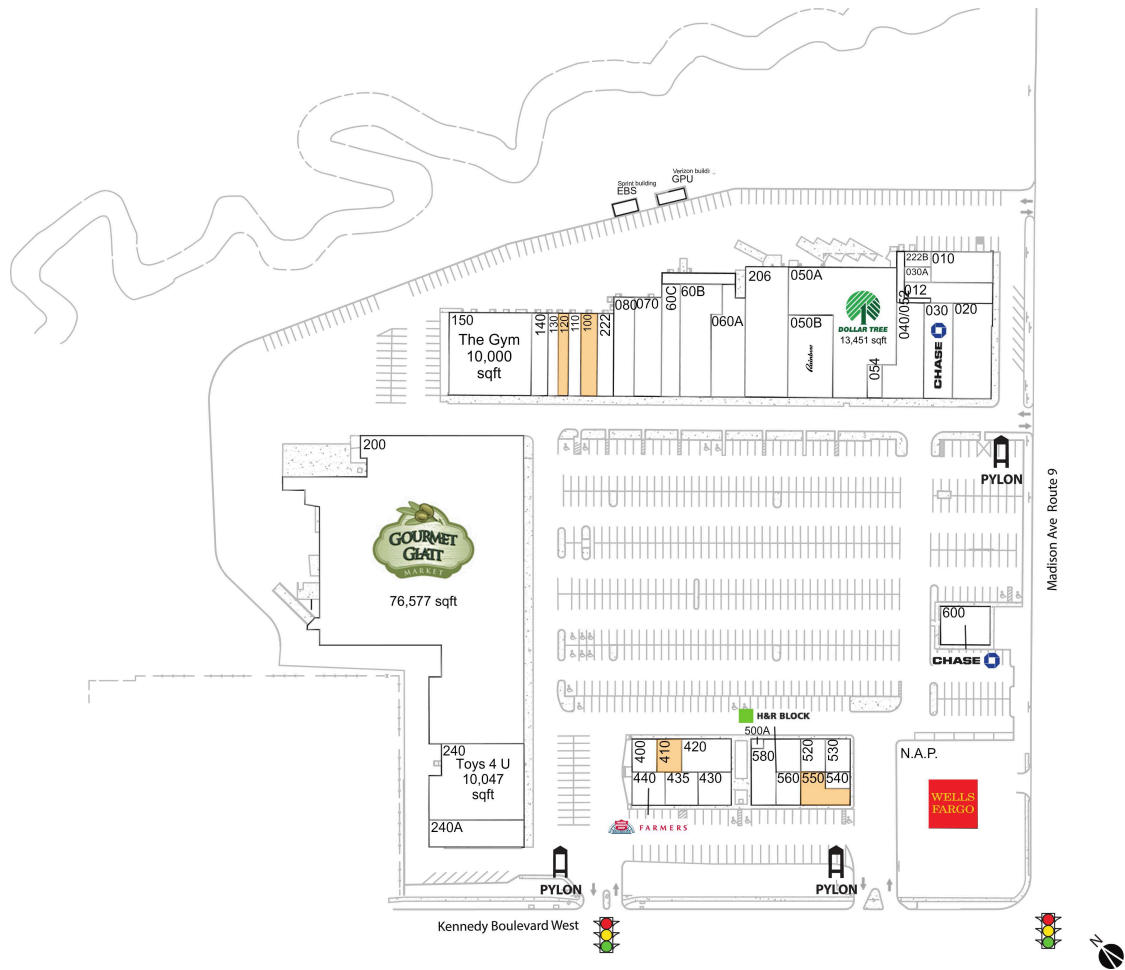 Sprint building
EBS
Verizon buildi
GPU
222B
010
030A
012
206
050A
040/052
030
020
60C
60B
080
070
060A
050B
Rainbow
DOLLAR TREE
13,451 sqft
054
CHASE
150
The Gym
10,000
sqft
140
130
120
110
100
222
200
GOURMET
GLATT
MARKET
76,577 sqft
PYLON
Madison Ave Route 9
600
CHASE
H&R BLOCK
500A
400
410
420
580
520
530
440
435
430
560
550
540
FARMERS
N.A.P.
WELLS
FARGO
240
Toys 4 U
10,047
sqft
240A
PYLON
PYLON
Kennedy Boulevard West
N